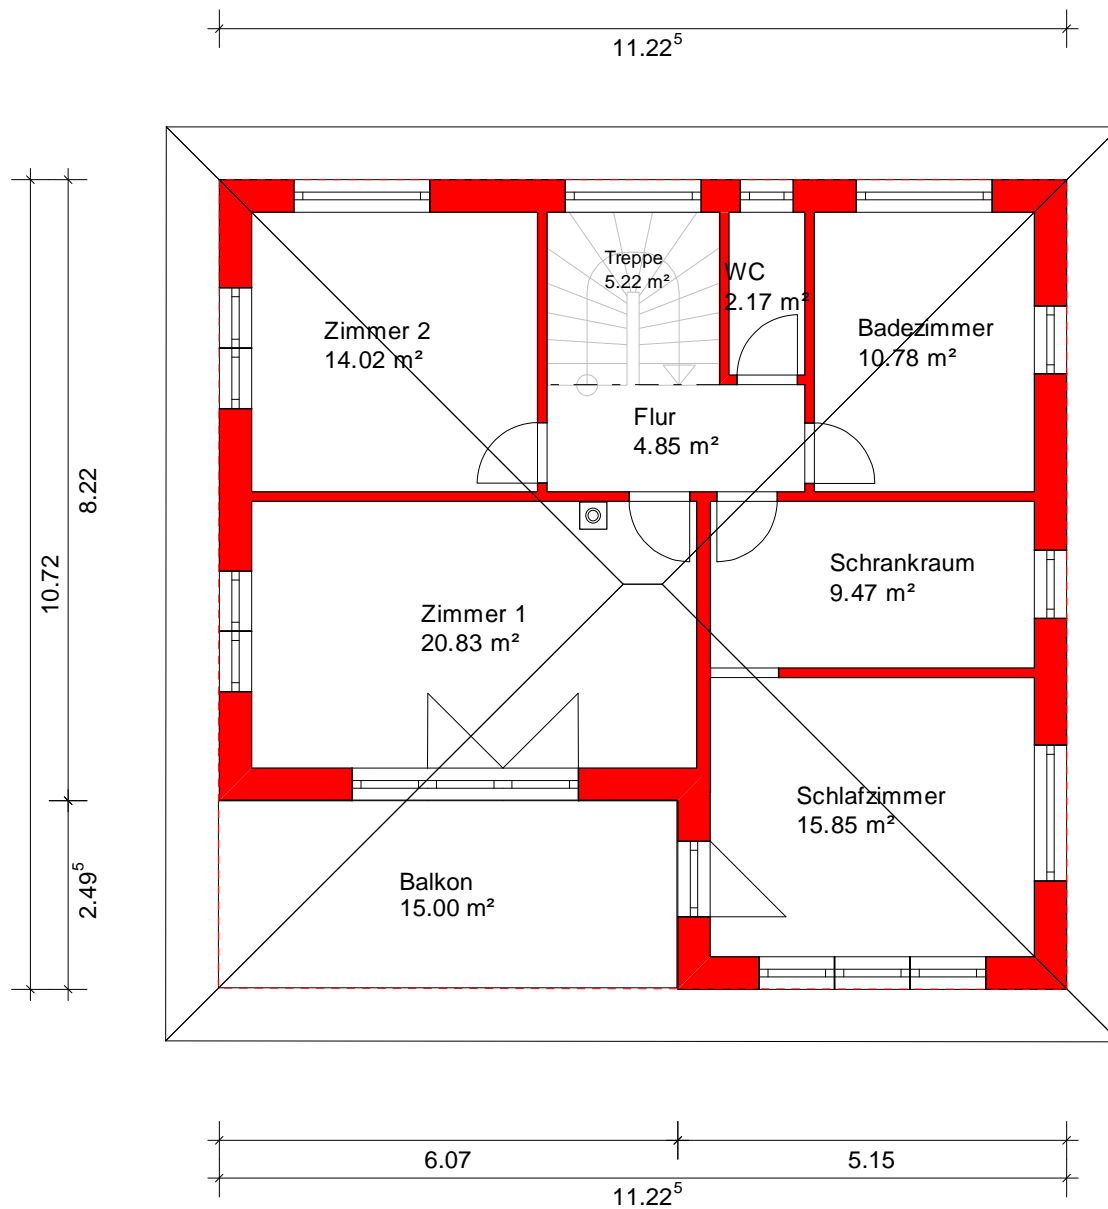 11.22⁵
Treppe
5.22 m²
WC
2.17 m²
Zimmer 2
14.02 m²
Badezimmer
10.78 m²
Flur
4.85 m²
8.22
10.72
Schrankraum
9.47 m²
Zimmer 1
20.83 m²
Schlafzimmer
15.85 m²
Balkon
15.00 m²
2.49⁵
6.07
5.15
11.22⁵